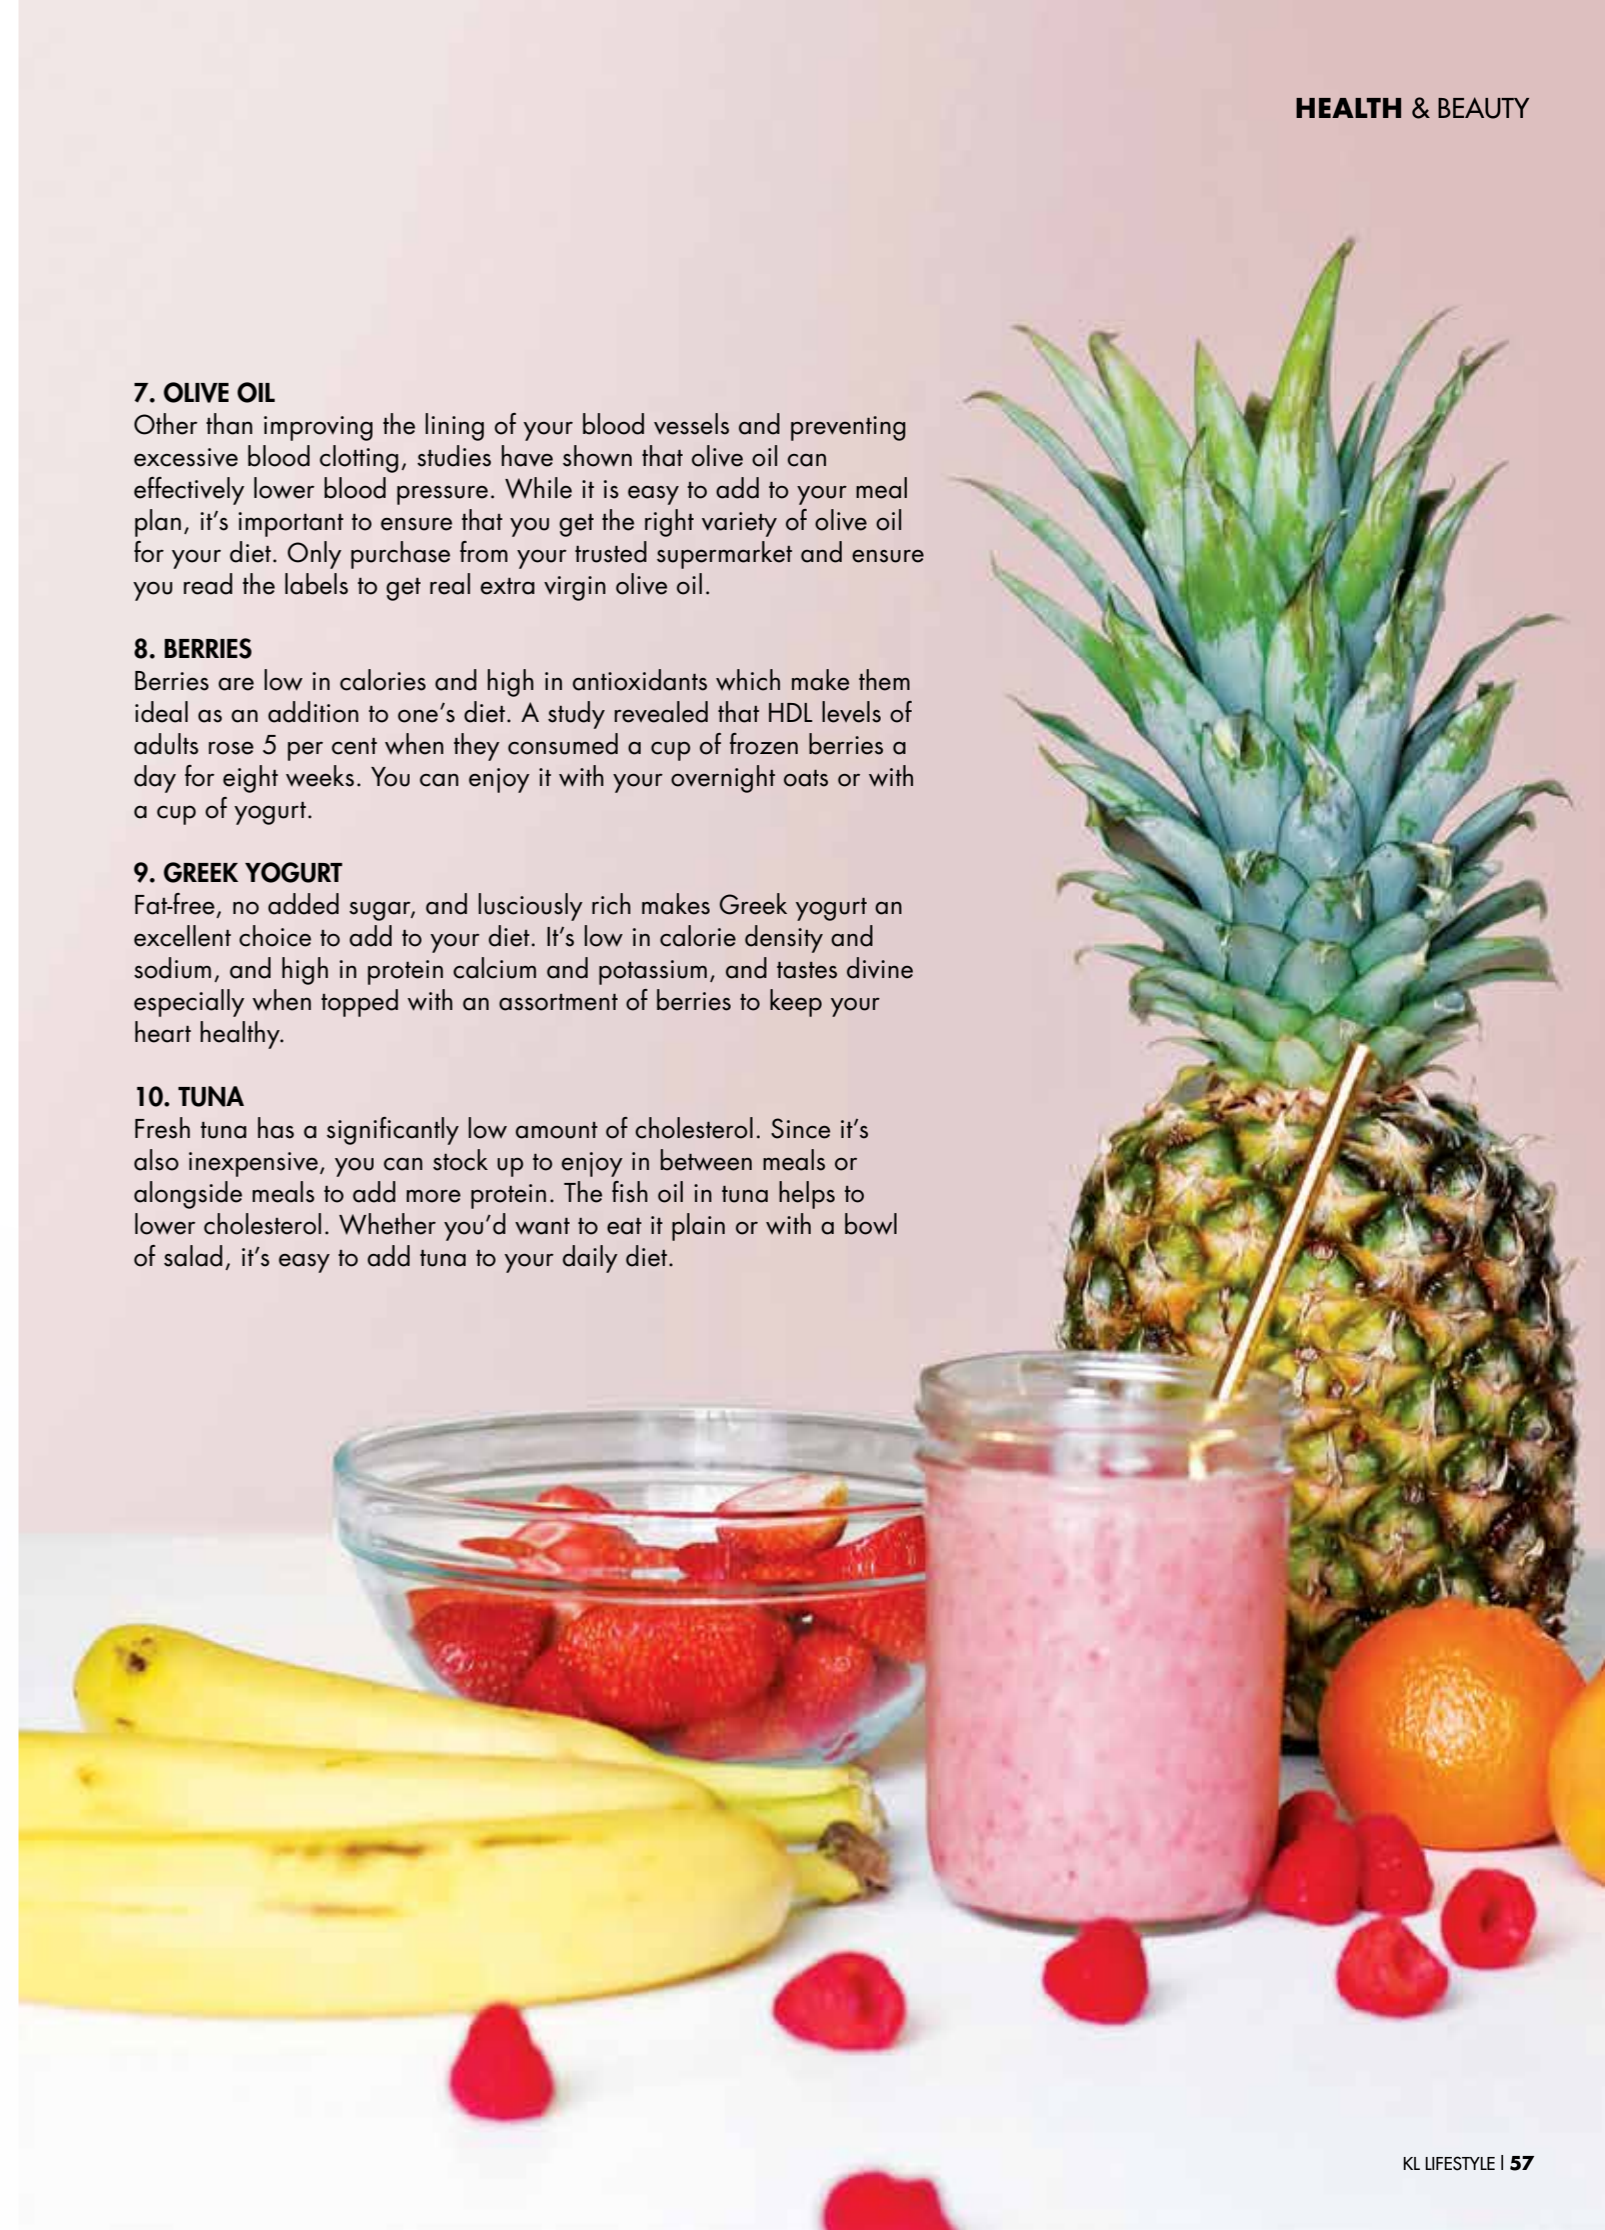 HEALTH & BEAUTY
7. OLIVE OIL
Other than improving the lining of your blood vessels and preventing
excessive blood clotting, studies have shown that olive oil can
effectively lower blood pressure. While it is easy to add to your meal
plan, it’s important to ensure that you get the right variety of olive oil
for your diet. Only purchase from your trusted supermarket and ensure
you read the labels to get real extra virgin olive oil.
8. BERRIES
Berries are low in calories and high in antioxidants which make them
ideal as an addition to one’s diet. A study revealed that HDL levels of
adults rose 5 per cent when they consumed a cup of frozen berries a
day for eight weeks. You can enjoy it with your overnight oats or with
a cup of yogurt.
9. GREEK YOGURT
Fat-free, no added sugar, and lusciously rich makes Greek yogurt an
excellent choice to add to your diet. It’s low in calorie density and
sodium, and high in protein calcium and potassium, and tastes divine
especially when topped with an assortment of berries to keep your
heart healthy.
10. TUNA
Fresh tuna has a significantly low amount of cholesterol. Since it’s
also inexpensive, you can stock up to enjoy in between meals or
alongside meals to add more protein. The fish oil in tuna helps to
lower cholesterol. Whether you’d want to eat it plain or with a bowl
of salad, it’s easy to add tuna to your daily diet.
KL LIFESTYLE | 57